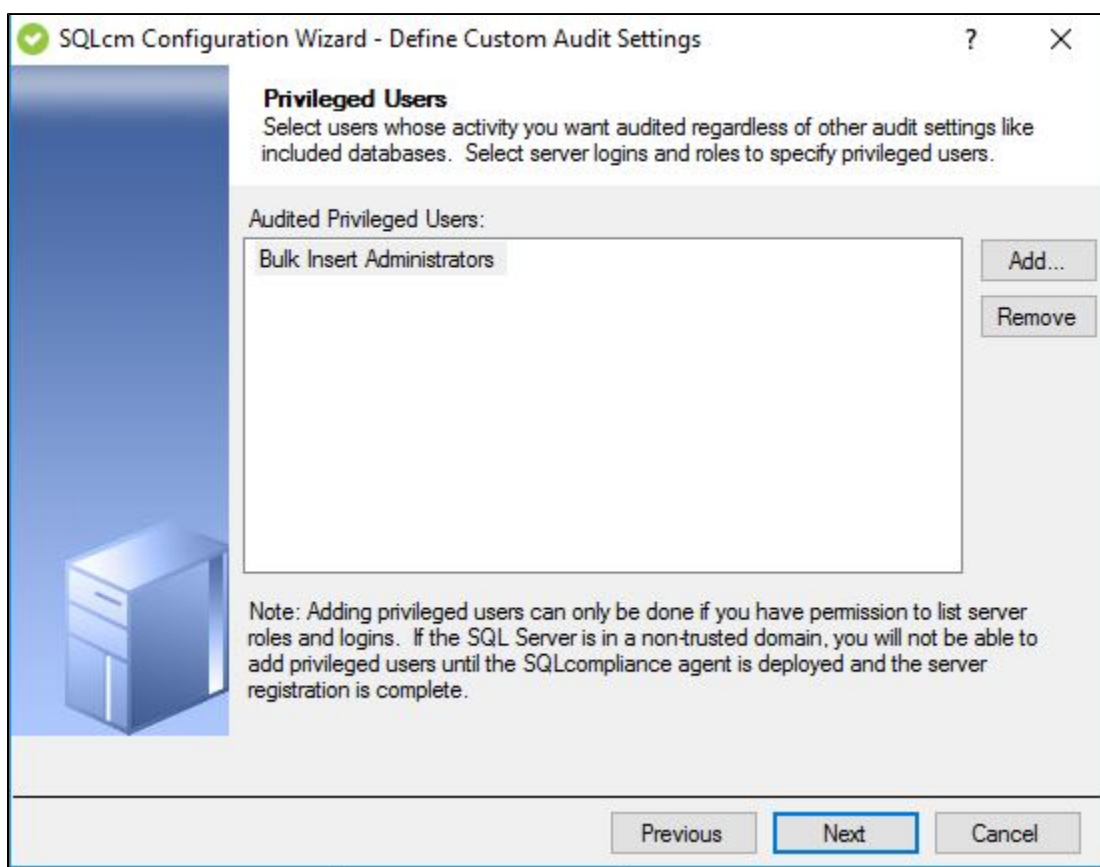 SQLcm Configuration Wizard - Define Custom Audit Settings ?
Privileged Users
Select users whose activity you want audited regardless of other audit settings like
included databases. Select server logins and roles to specify privileged users.
Audited Privileged Users:
Bulk Insert Administrators
Add...
Remove
Note: Adding privileged users can only be done if you have permission to list server
roles and logins. If the SQL Server is in a non-trusted domain, you will not be able to
add privileged users until the SQLcompliance agent is deployed and the server
registration is complete.
Previous Next Cancel